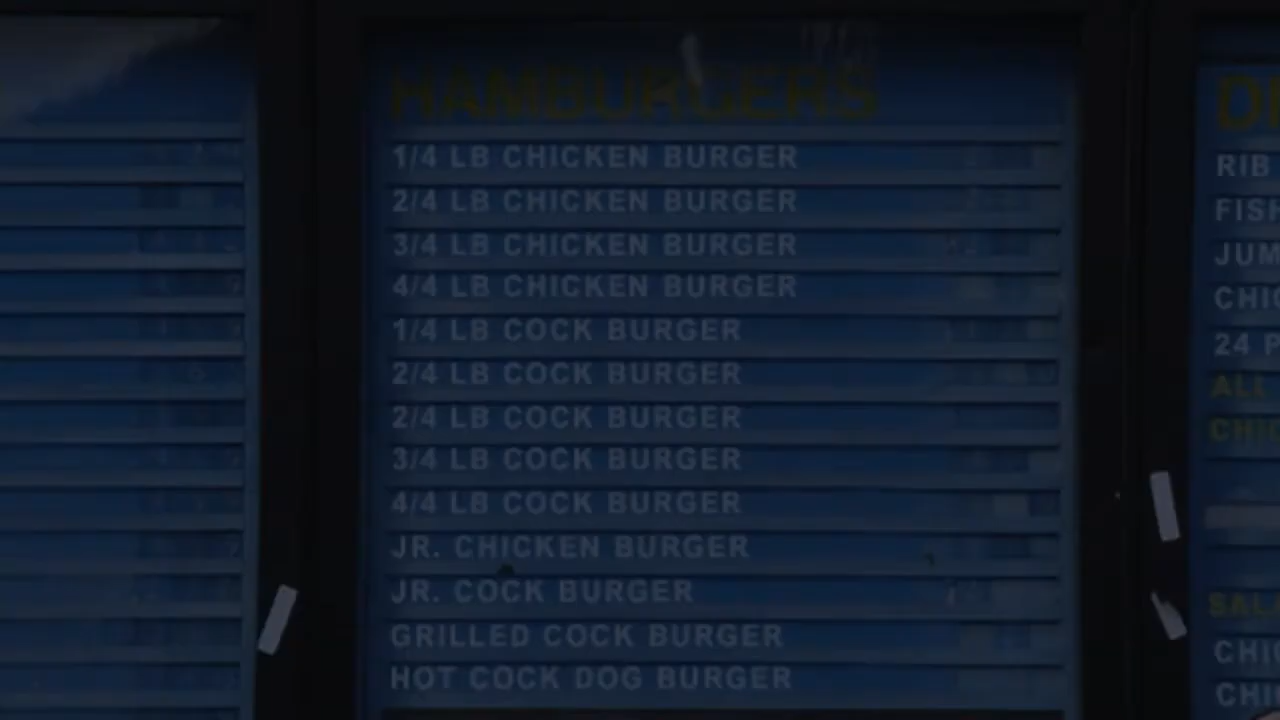 HAMBURGERS
1/4 LB CHICKEN BURGER
2/4 LB CHICKEN BURGER
3/4 LB CHICKEN BURGER
4/4 LB CHICKEN BURGER
1/4 LB COCK BURGER
2/4 LB COCK BURGER
2/4 LB COCK BURGER
3/4 LB COCK BURGER
4/4 LB COCK BURGER
JR. CHICKEN BURGER
JR. COCK BURGER
GRILLED COCK BURGER
HOT COCK DOG BURGER
RIB
24
ALL